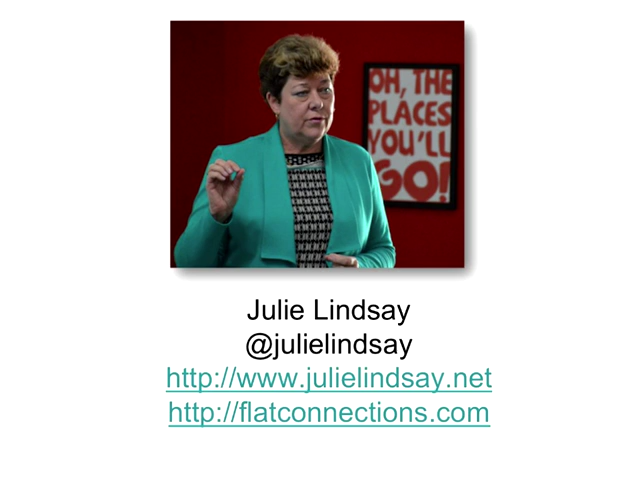 OH, THE
PLACES
YOU'LL
GO!
Julie Lindsay
@julielindsay
http://www.julielindsay.net
http://flatconnections.com